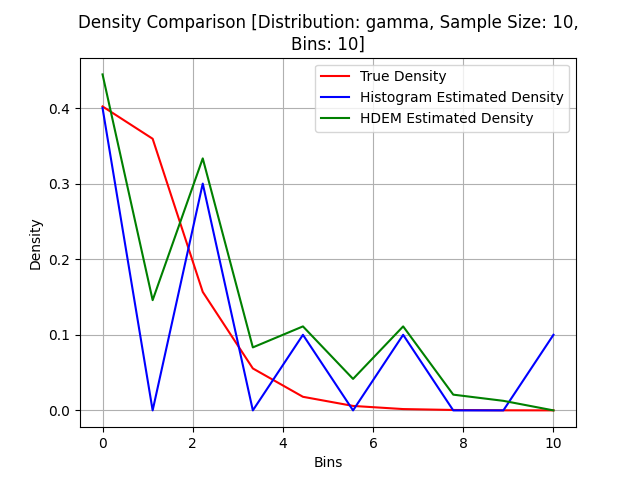 Density Comparison [Distribution: gamma, Sample Size: 10,
Bins: 10]
True Density
Histogram Estimated Density
HDEM Estimated Density
Density
0.4
0.3
0.2
0.1
0.0
0 2 4 6 8 10
Bins